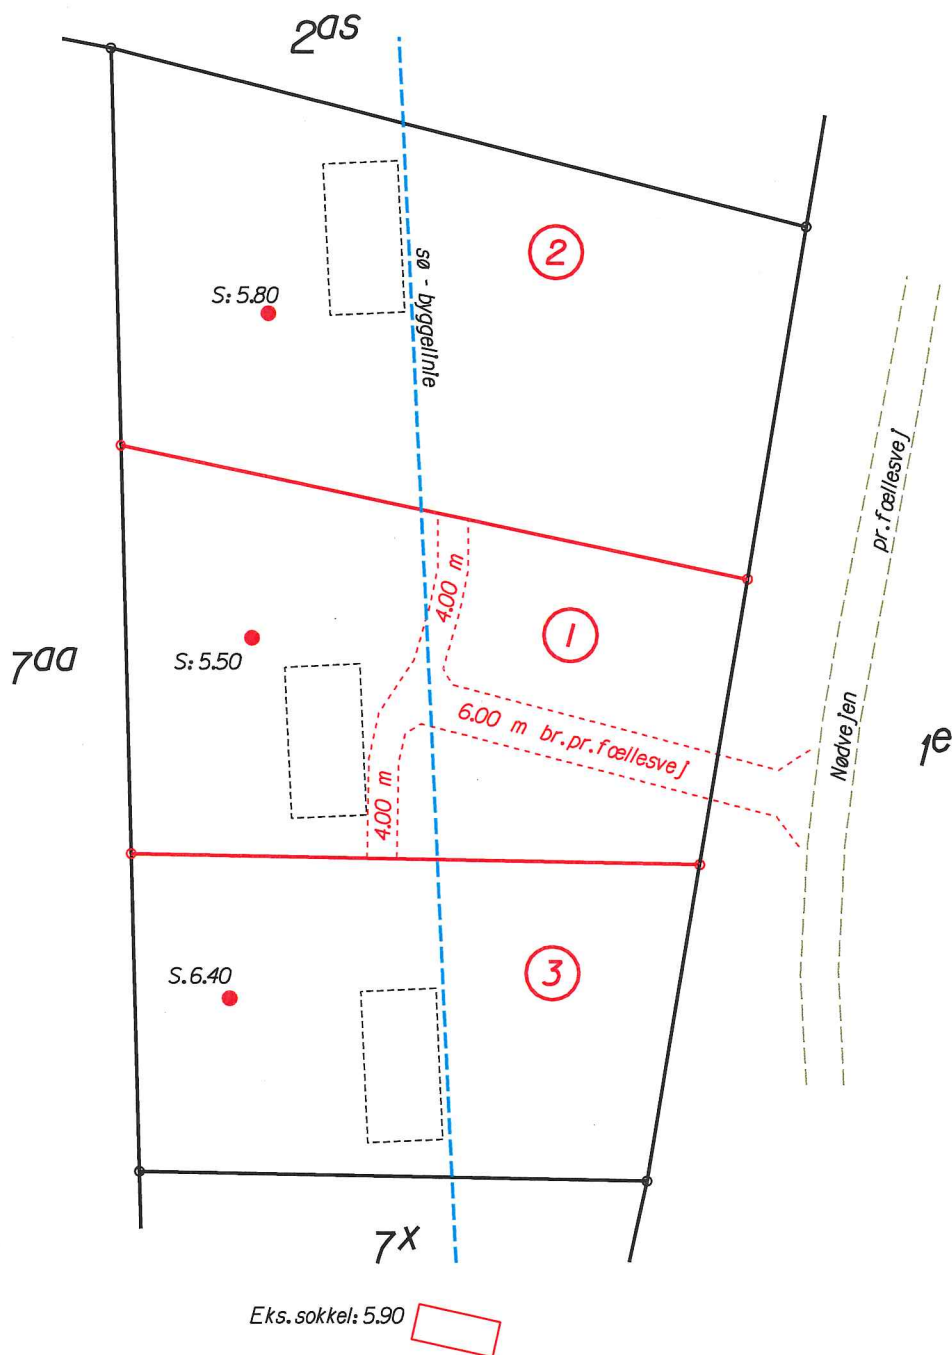 2as
2
sø - byggelinie
S: 5.80
pr.fællesvej
4.00 m
1
S: 5.50
7aa
6.00 m br.pr.fællesvej
Nødvejen
1e
4.00 m
3
S.6.40
7x
Eks.sokkel: 5.90